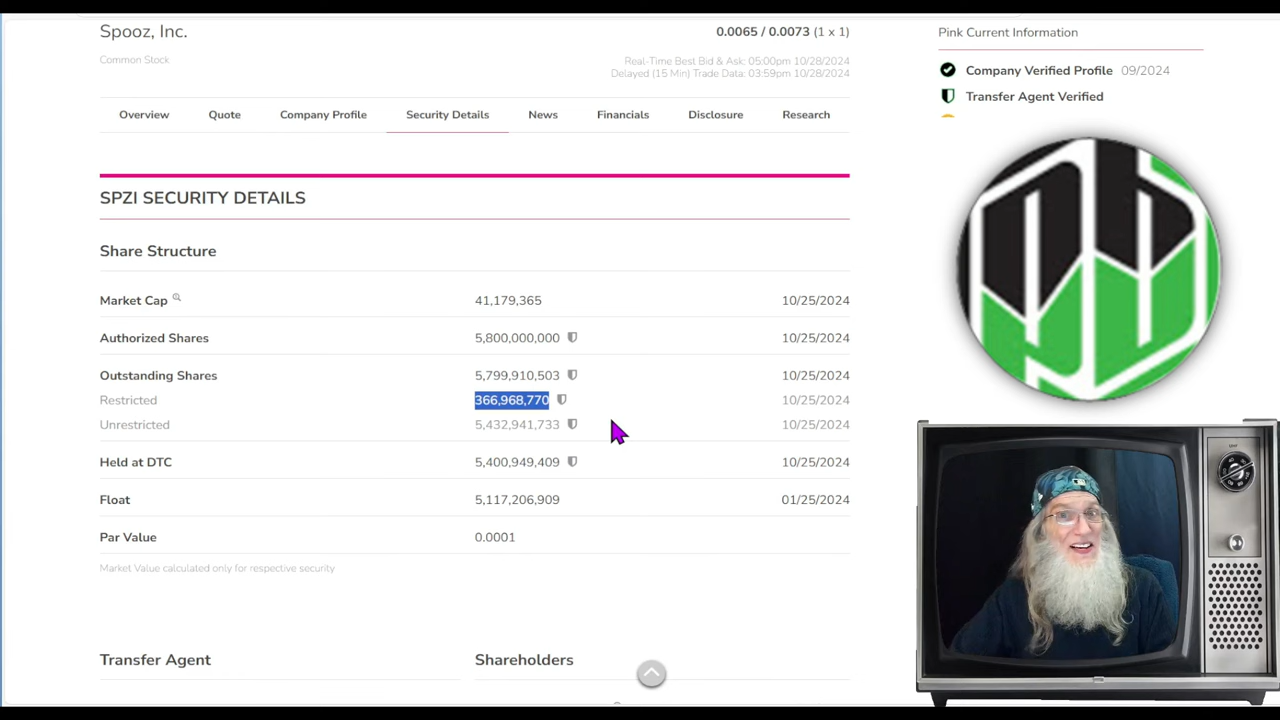 Spooz, Inc.
0.0065 / 0.0073 (1 x 1)
Common Stock
Real-Time Best Bid & Ask: 05:00pm 10/28/2024
Delayed (15 Min) Trade Data: 03:59pm 10/28/2024
Overview Quote Company Profile Security Details News Financials Disclosure Research
SPZI SECURITY DETAILS
Share Structure
Market Cap 41,179,365 10/25/2024
Authorized Shares 5,800,000,000 10/25/2024
Outstanding Shares 5,799,910,503 10/25/2024
Restricted 366,968,770 10/25/2024
Unrestricted 5,432,941,733 10/25/2024
Held at DTC 5,400,949,409 10/25/2024
Float 5,117,206,909 01/25/2024
Par Value 0.0001
Market Value calculated only for respective security
Transfer Agent Shareholders
Pink Current Information
Company Verified Profile 09/2024
Transfer Agent Verified